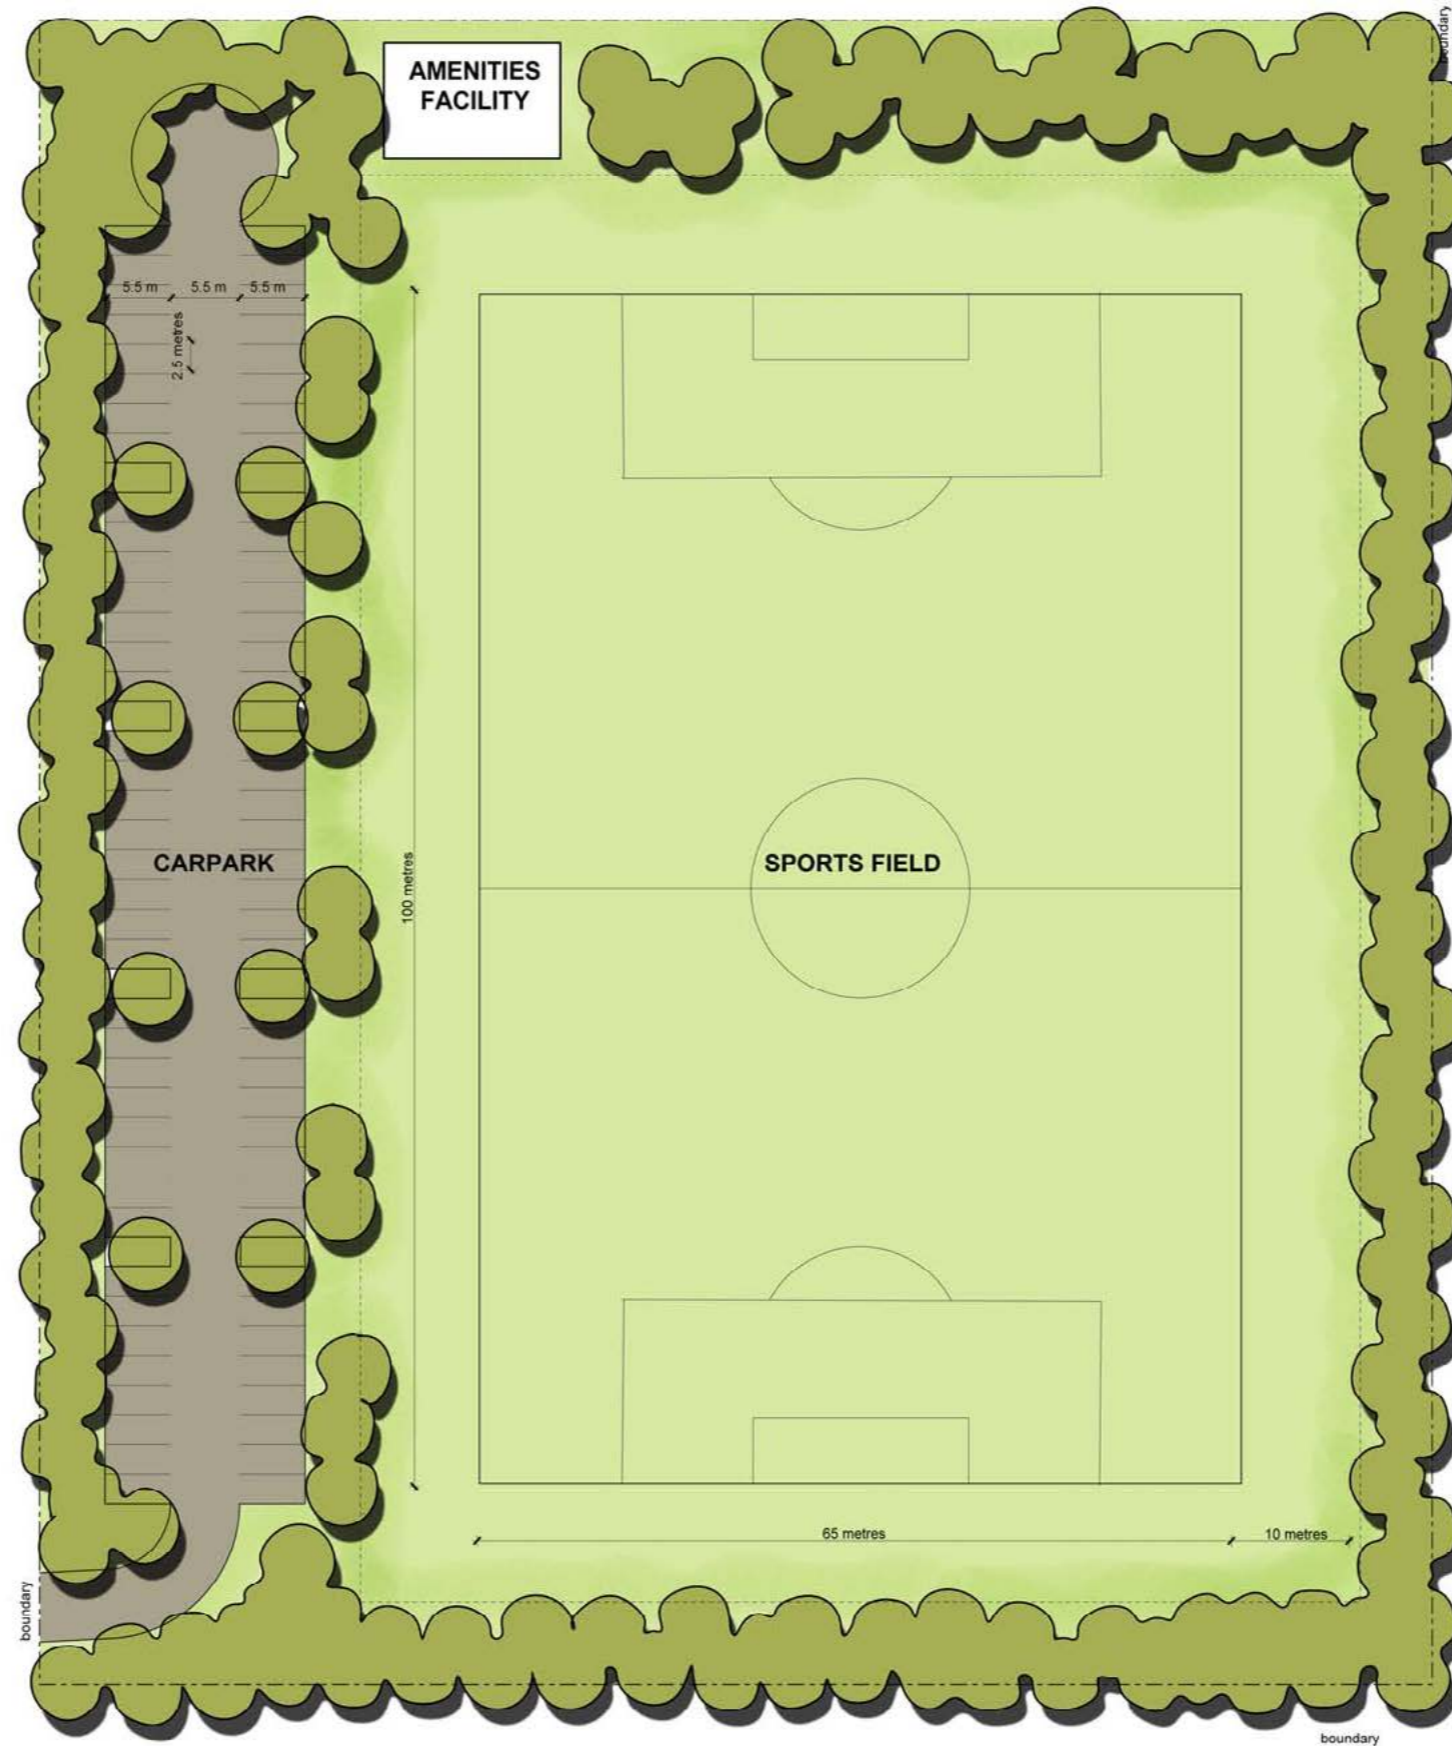 boundary
AMENITIES
FACILITY
5.5 m
5.5 m
5.5 m
2.5 metres
CARPARK
100 metres
SPORTS FIELD
65 metres
10 metres
boundary
boundary